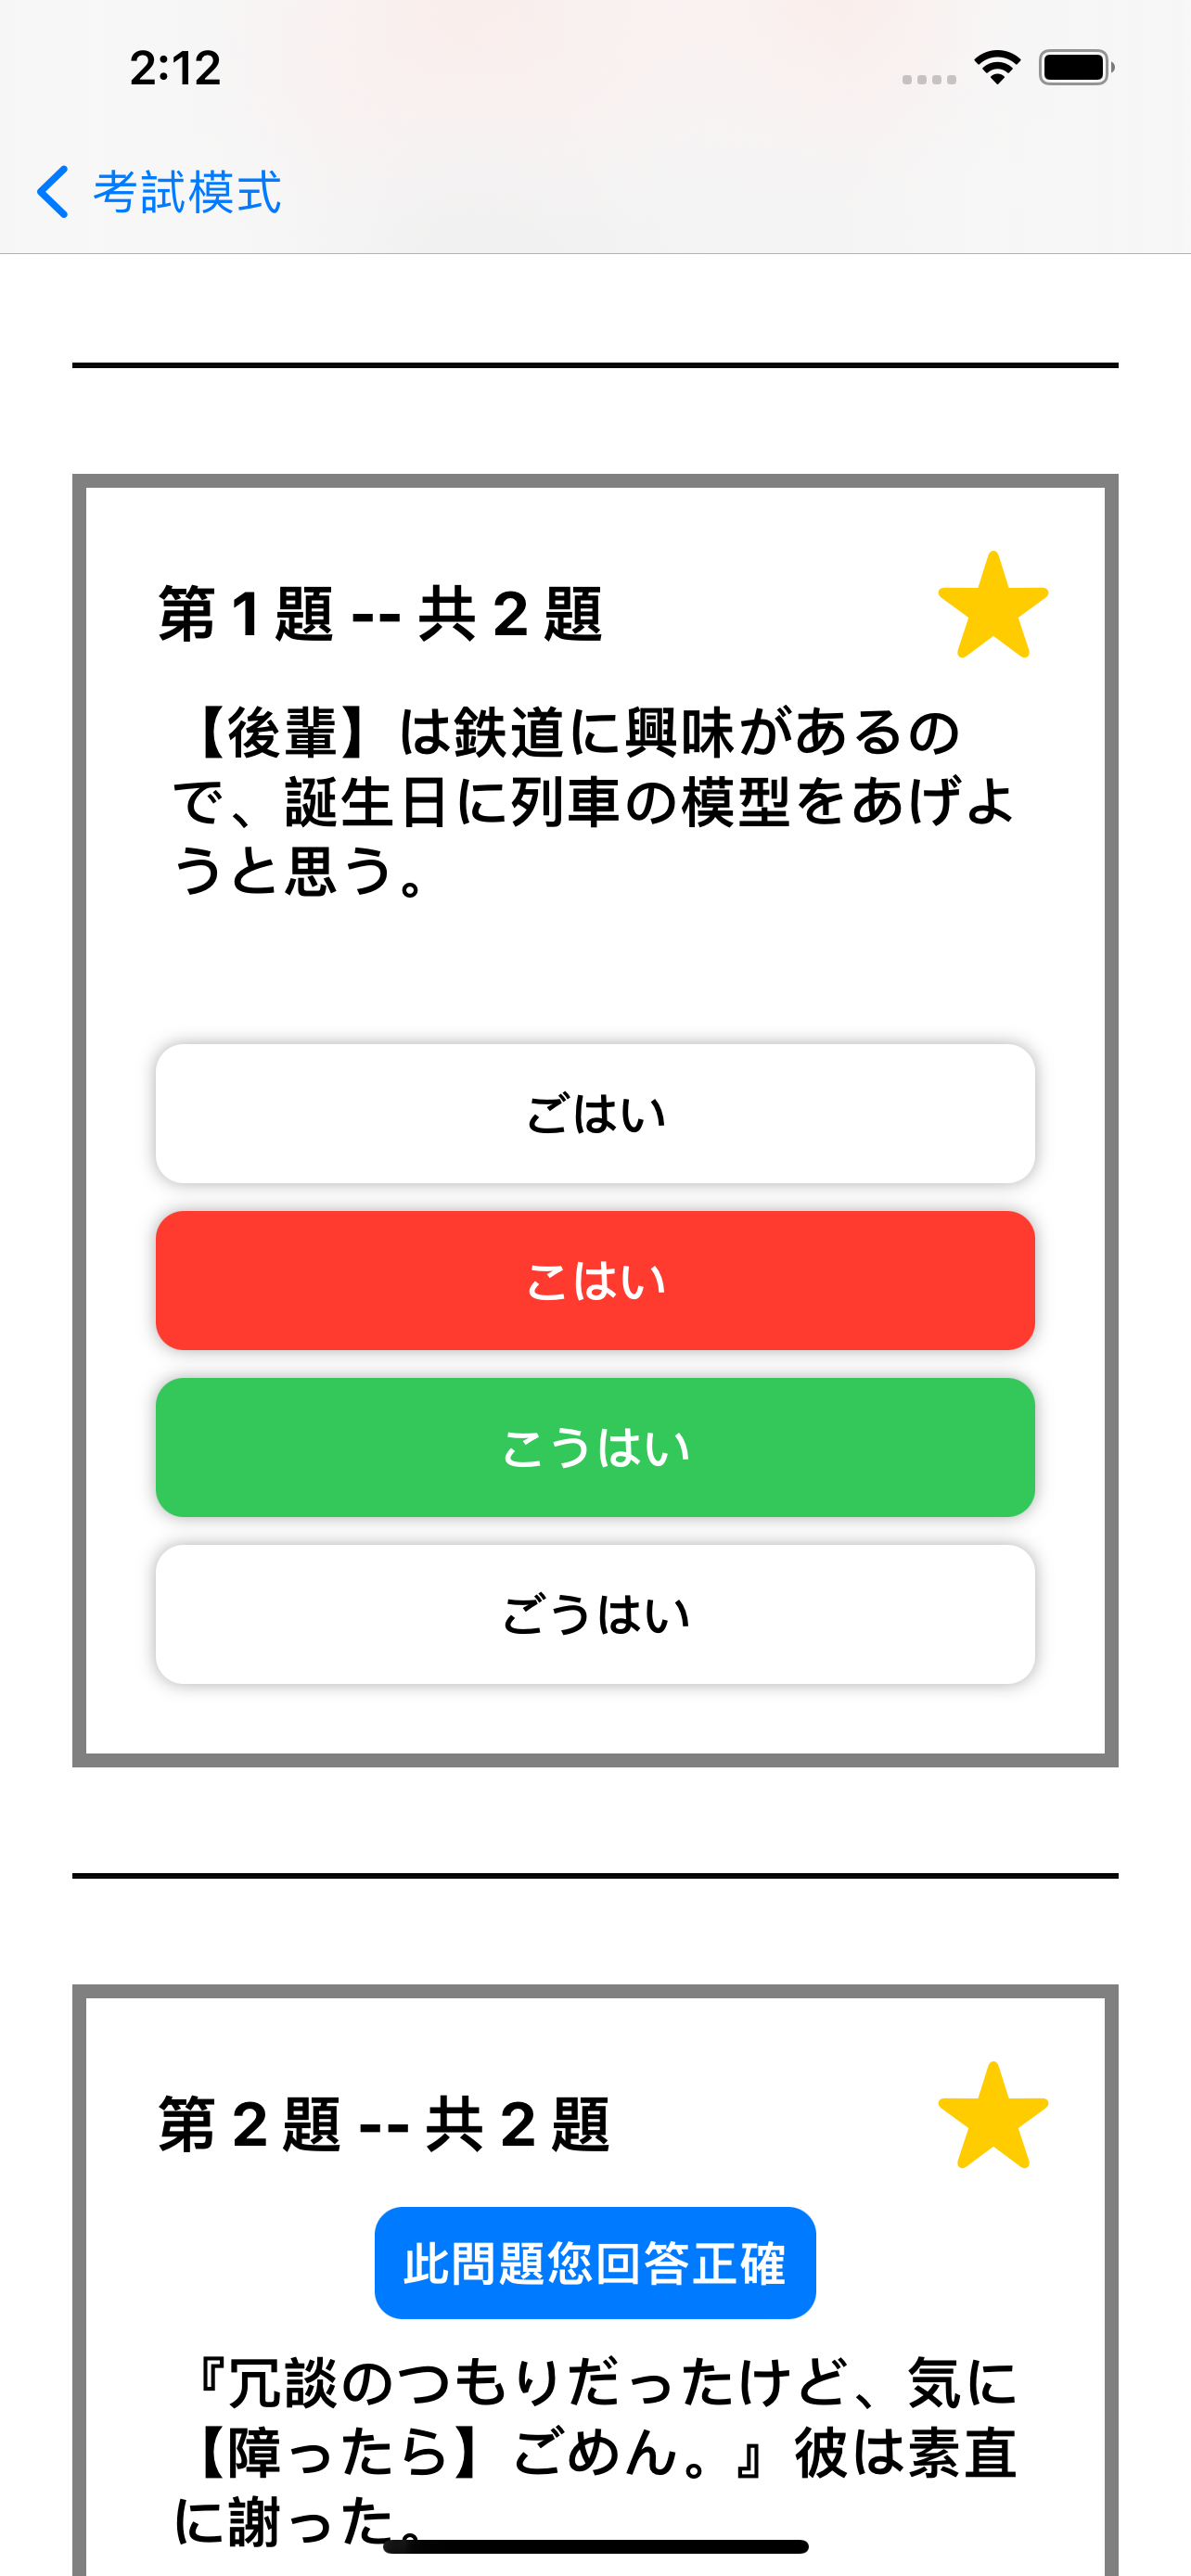 2:12
考試模式
第 1 題 -- 共 2 題
【後輩】は鉄道に興味があるの
で、誕生日に列車の模型をあげよ
うと思う。
ごはい
こはい
こうはい
ごうはい
第 2 題 -- 共 2 題
此問題您回答正確
『冗談のつもりだったけど、気に
【障ったら】ごめん。』彼は素直
に謝った。